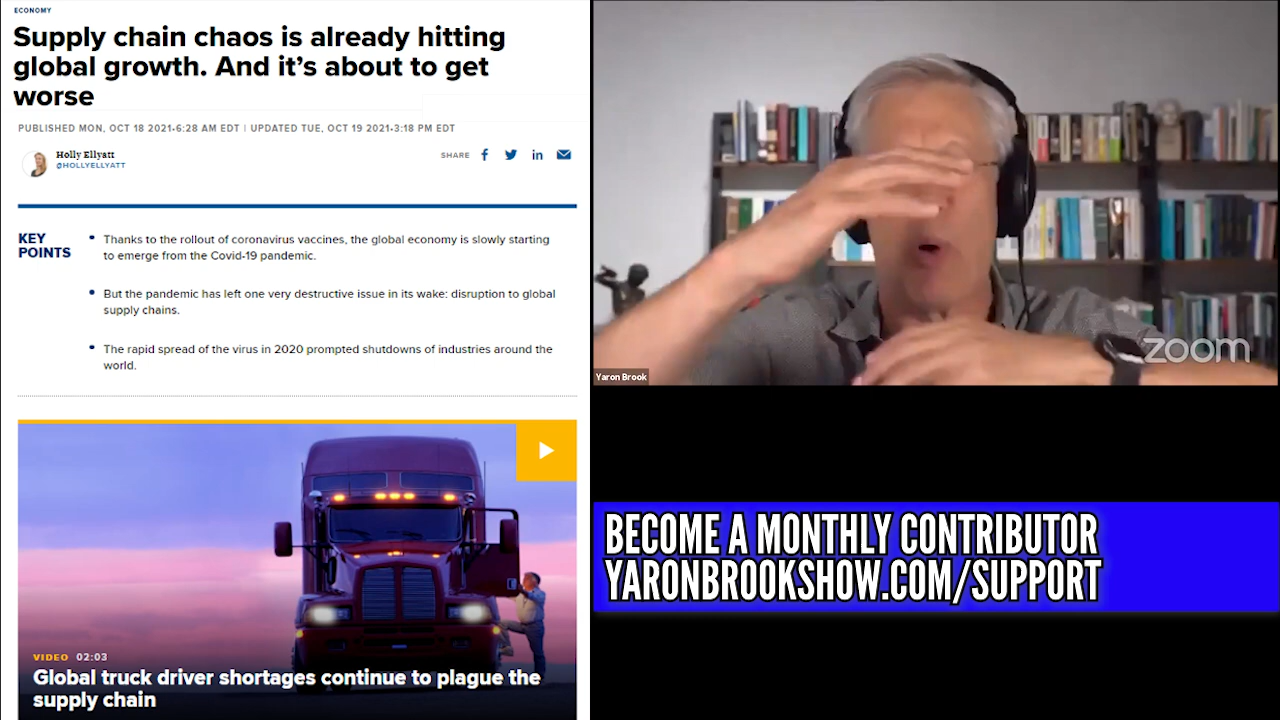 ECONOMY
Supply chain chaos is already hitting
global growth. And it's about to get
worse
PUBLISHED MON, OCT 18 2021-6:28 AM EDT | UPDATED TUE, OCT 19 2021-3:18 PM EDT
Holly Ellyatt
@HOLLYELLYATT
SHARE
KEY
POINTS
Thanks to the rollout of coronavirus vaccines, the global economy is slowly starting
to emerge from the Covid-19 pandemic.
But the pandemic has left one very destructive issue in its wake: disruption to global
supply chains.
The rapid spread of the virus in 2020 prompted shutdowns of industries around the
world.
VIDEO 02:03
Global truck driver shortages continue to plague the
supply chain
zoom
Yaron Brook
BECOME A MONTHLY CONTRIBUTOR
YARONBROOKSHOW.COM/SUPPORT